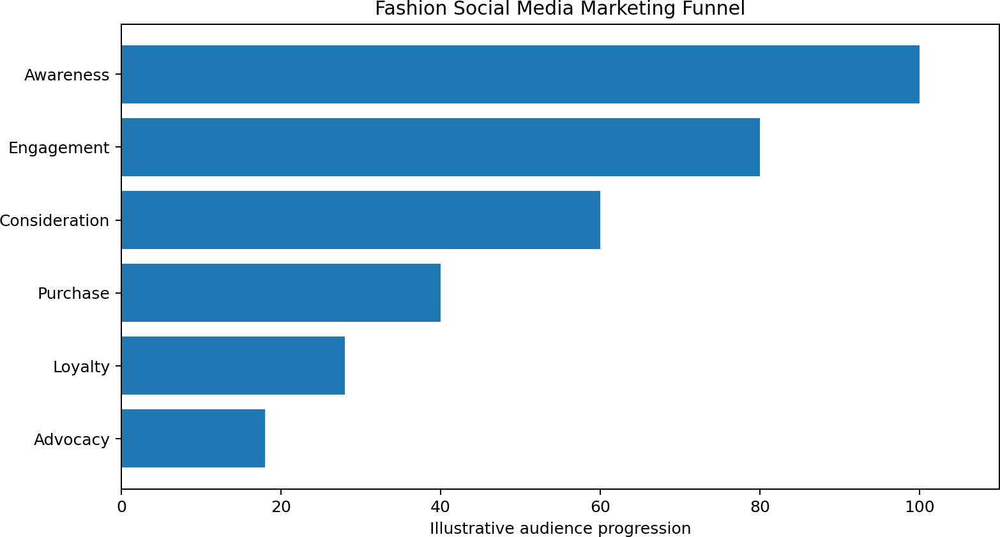 Fashion Social Media Marketing Funnel
Awareness
Engagement
Consideration
Purchase
Loyalty
Advocacy
0 20 40 60 80 100
Illustrative audience progression